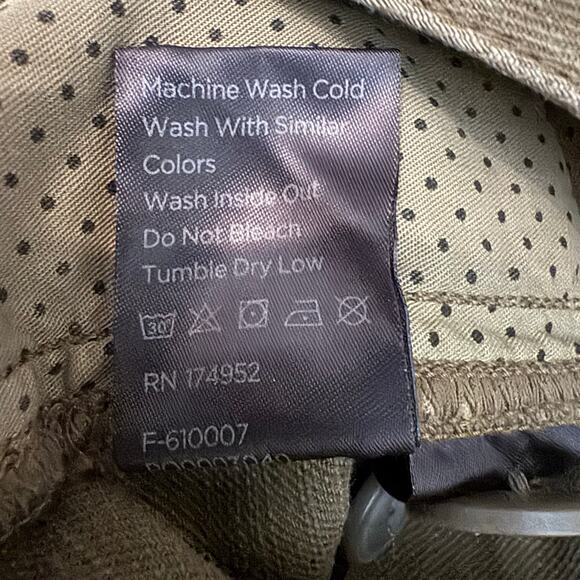 Machine Wash Cold
Wash With Similar
Colors
Wash Inside Out
Do Not Bleach
Tumble Dry Low
30
RN 174952
F-610007